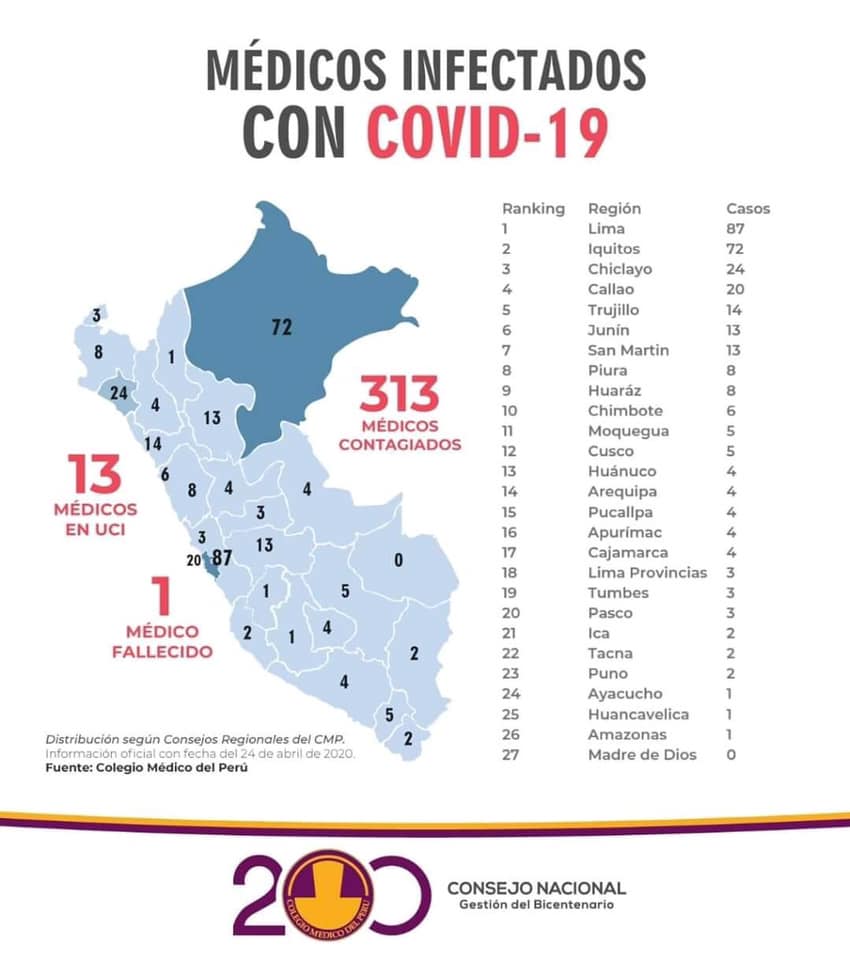 MÉDICOS INFECTADOS
CON COVID-19
Ranking Región Casos
1 Lima 87
2 Iquitos 72
3 Chiclayo 24
4 Callao 20
5 Trujillo 14
6 Junín 13
7 San Martin 13
8 Piura 8
9 Huaráz 8
10 Chimbote 6
11 Moquegua 5
12 Cusco 5
13 Huánuco 4
14 Arequipa 4
15 Pucallpa 4
16 Apurímac 4
17 Cajamarca 4
18 Lima Provincias 3
19 Tumbes 3
20 Pasco 3
21 Ica 2
22 Tacna 2
23 Puno 2
24 Ayacucho 1
25 Huancavelica 1
26 Amazonas 1
27 Madre de Dios 0
3
72
8
1
24
4
13
14
6
8
4
4
3
3
13
20
87
0
1
5
2
1
4
2
4
5
2
313
MÉDICOS
CONTAGIADOS
13
MÉDICOS
EN UCI
1
MÉDICO
FALLECIDO
Distribución según Consejos Regionales del CMP.
Información oficial con fecha del 24 de abril de 2020.
Fuente: Colegio Médico del Perú
200
COLEGIO MEDICO DEL PERU
CONSEJO NACIONAL
Gestión del Bicentenario